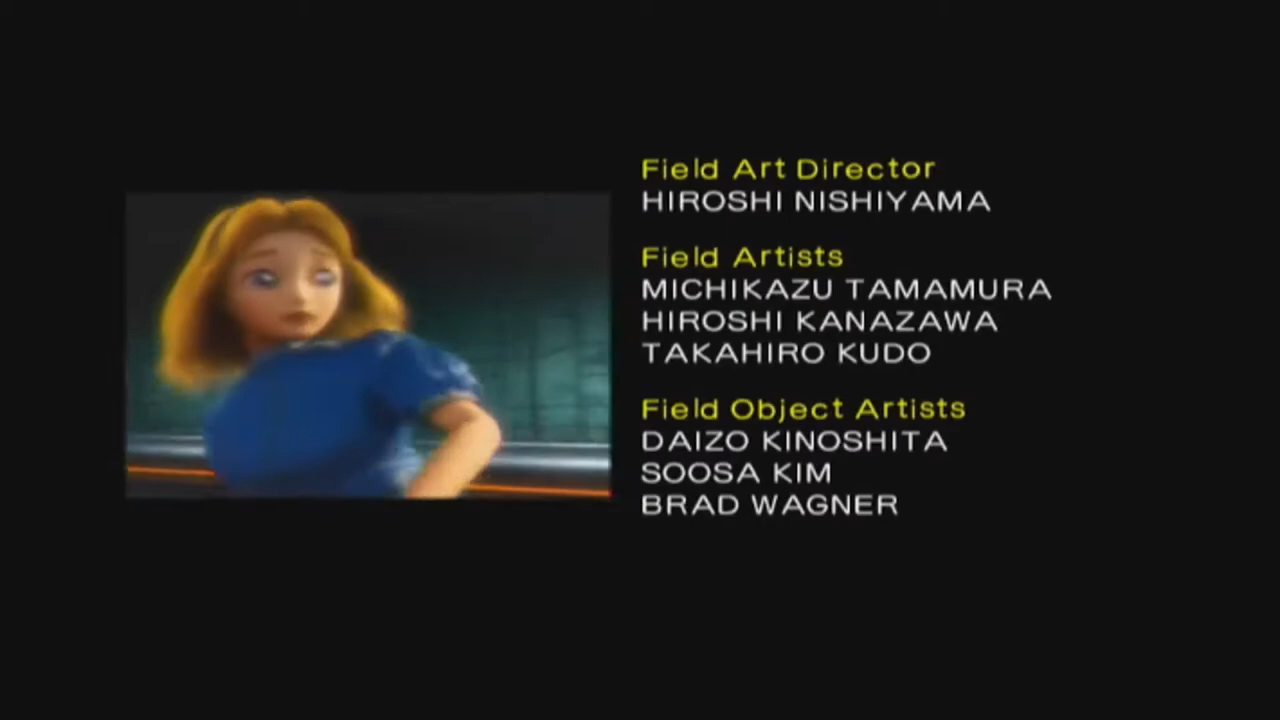 Field Art Director
HIROSHI NISHIYAMA
Field Artists
MICHIKAZU TAMAMURA
HIROSHI KANAZAWA
TAKAHIRO KUDO
Field Object Artists
DAIZO KINOSHITA
SOOSA KIM
BRAD WAGNER